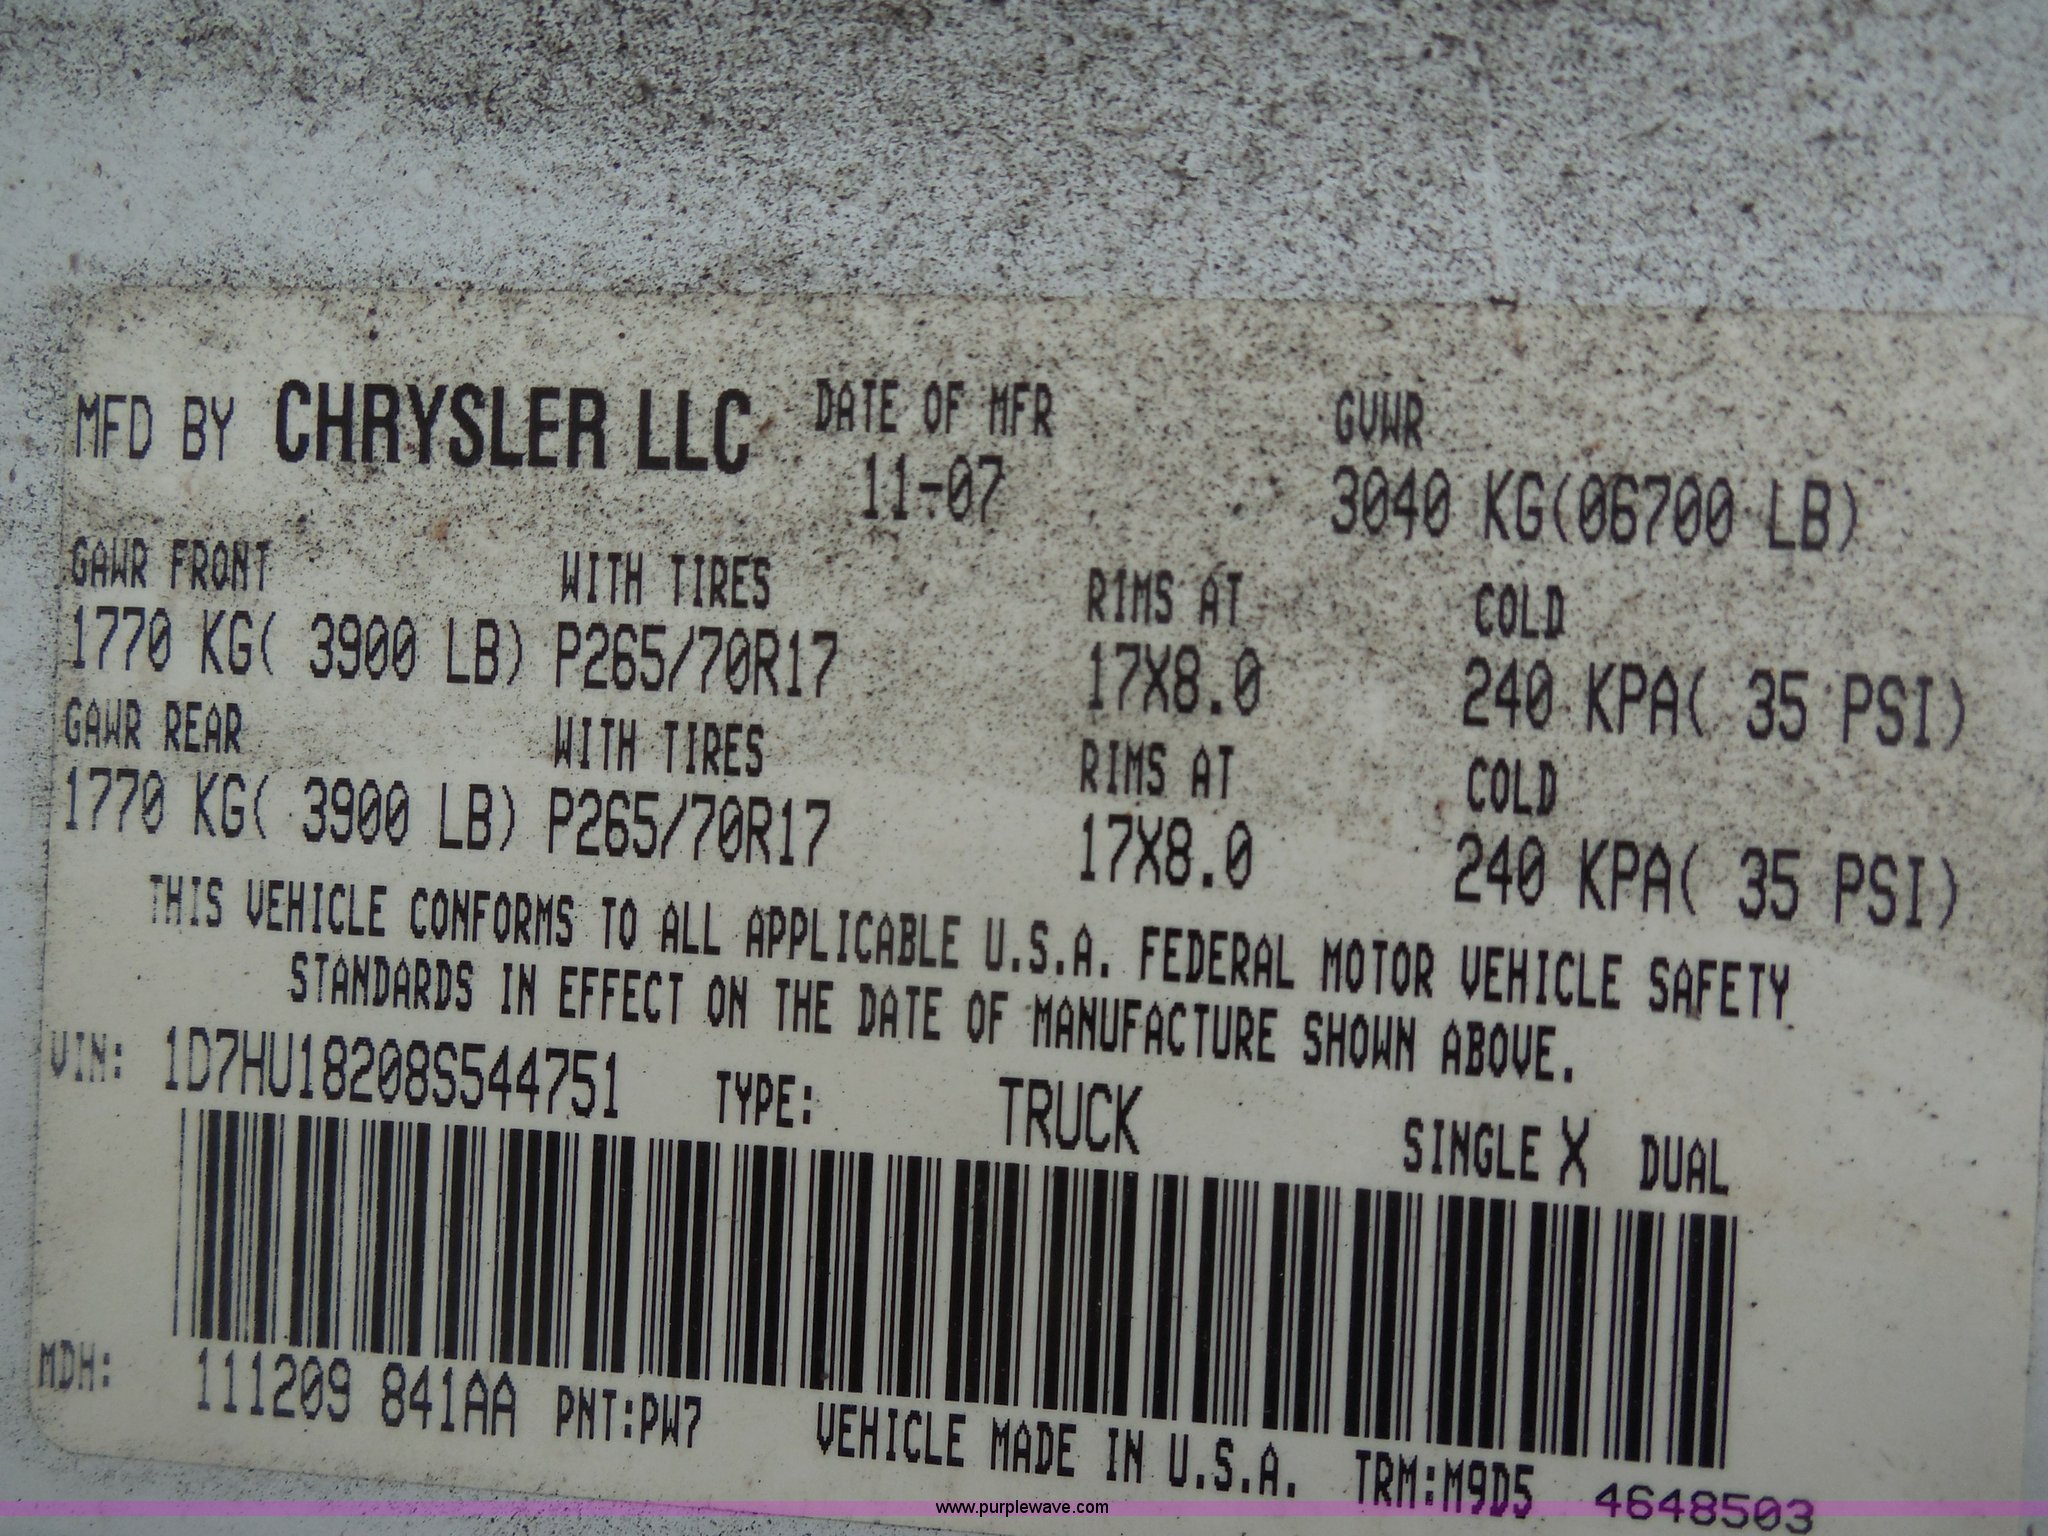 MFD BY CHRYSLER LLC DATE OF MFR GVWR
11-07 3040 KG(06700 LB)
GAWR FRONT WITH TIRES RIMS AT COLD
1770 KG( 3900 LB) P265/70R17 17X8.0 240 KPA( 35 PSI)
GAWR REAR WITH TIRES RIMS AT COLD
1770 KG( 3900 LB) P265/70R17 17X8.0 240 KPA( 35 PSI)
THIS VEHICLE CONFORMS TO ALL APPLICABLE U.S.A. FEDERAL MOTOR VEHICLE SAFETY
STANDARDS IN EFFECT ON THE DATE OF MANUFACTURE SHOWN ABOVE.
VIN: 1D7HU18208S544751 TYPE: TRUCK SINGLE X DUAL
MDH: 111209 841AA PNT:PW7 VEHICLE MADE IN U.S.A. TRM:M9D5 4648503
www.purplewave.com